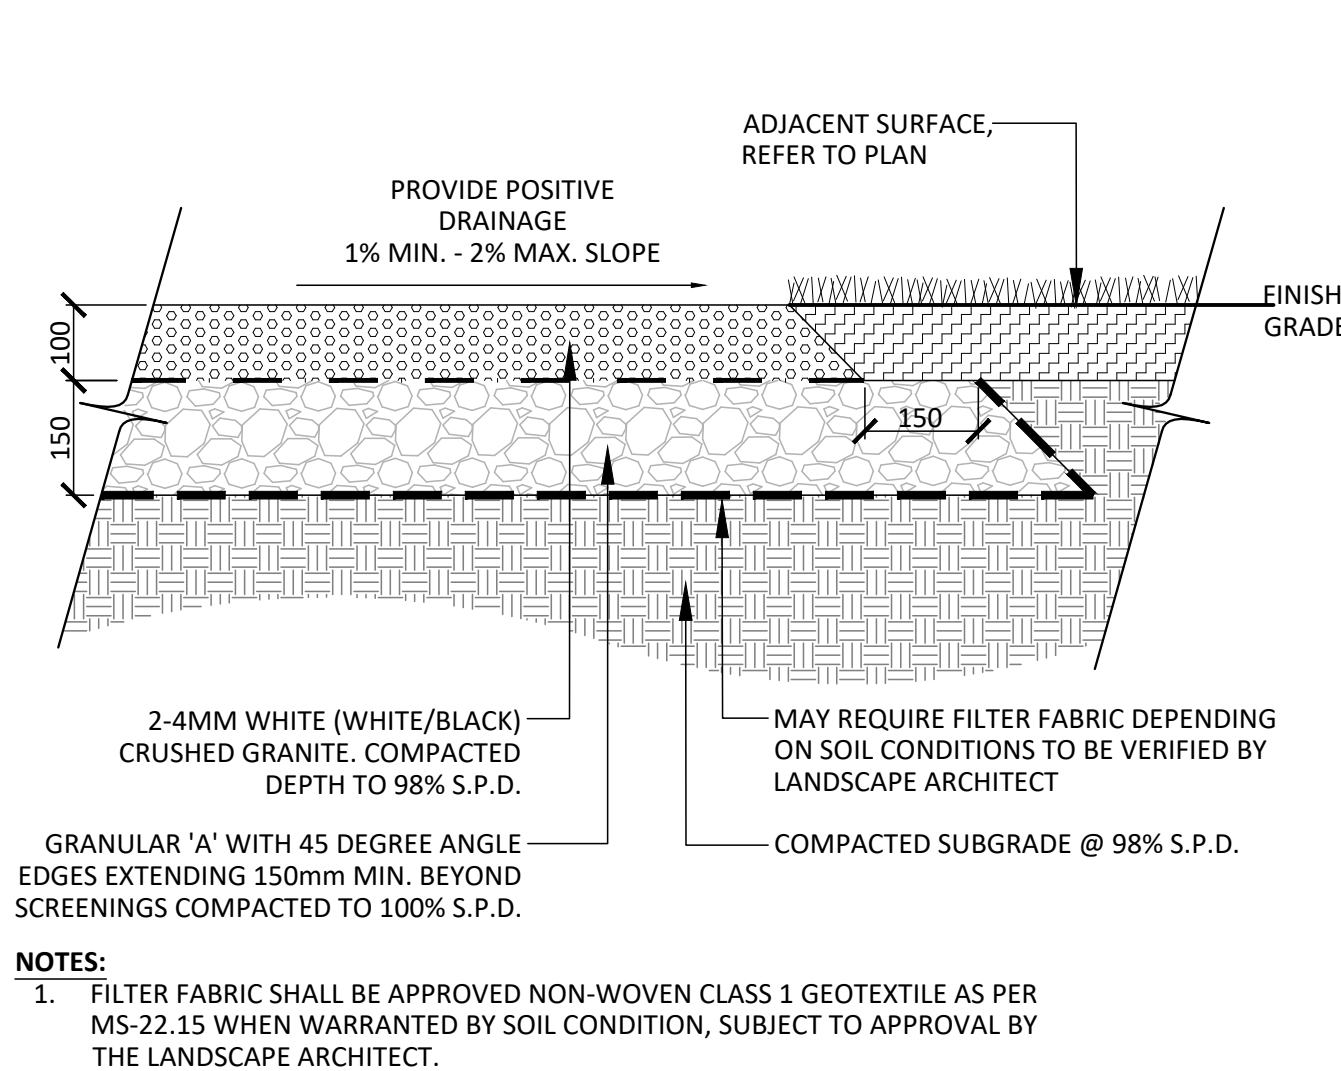 ADJACENT SURFACE,
REFER TO PLAN
PROVIDE POSITIVE
DRAINAGE
1% MIN. - 2% MAX. SLOPE
FINISH
GRADE
100
150
150
2-4MM WHITE (WHITE/BLACK)
CRUSHED GRANITE. COMPACTED
DEPTH TO 98% S.P.D.
GRANULAR 'A' WITH 45 DEGREE ANGLE
EDGES EXTENDING 150mm MIN. BEYOND
SCREENINGS COMPACTED TO 100% S.P.D.
MAY REQUIRE FILTER FABRIC DEPENDING
ON SOIL CONDITIONS TO BE VERIFIED BY
LANDSCAPE ARCHITECT
COMPACTED SUBGRADE @ 98% S.P.D.
NOTES:
1. FILTER FABRIC SHALL BE APPROVED NON-WOVEN CLASS 1 GEOTEXTILE AS PER
MS-22.15 WHEN WARRANTED BY SOIL CONDITION, SUBJECT TO APPROVAL BY
THE LANDSCAPE ARCHITECT.